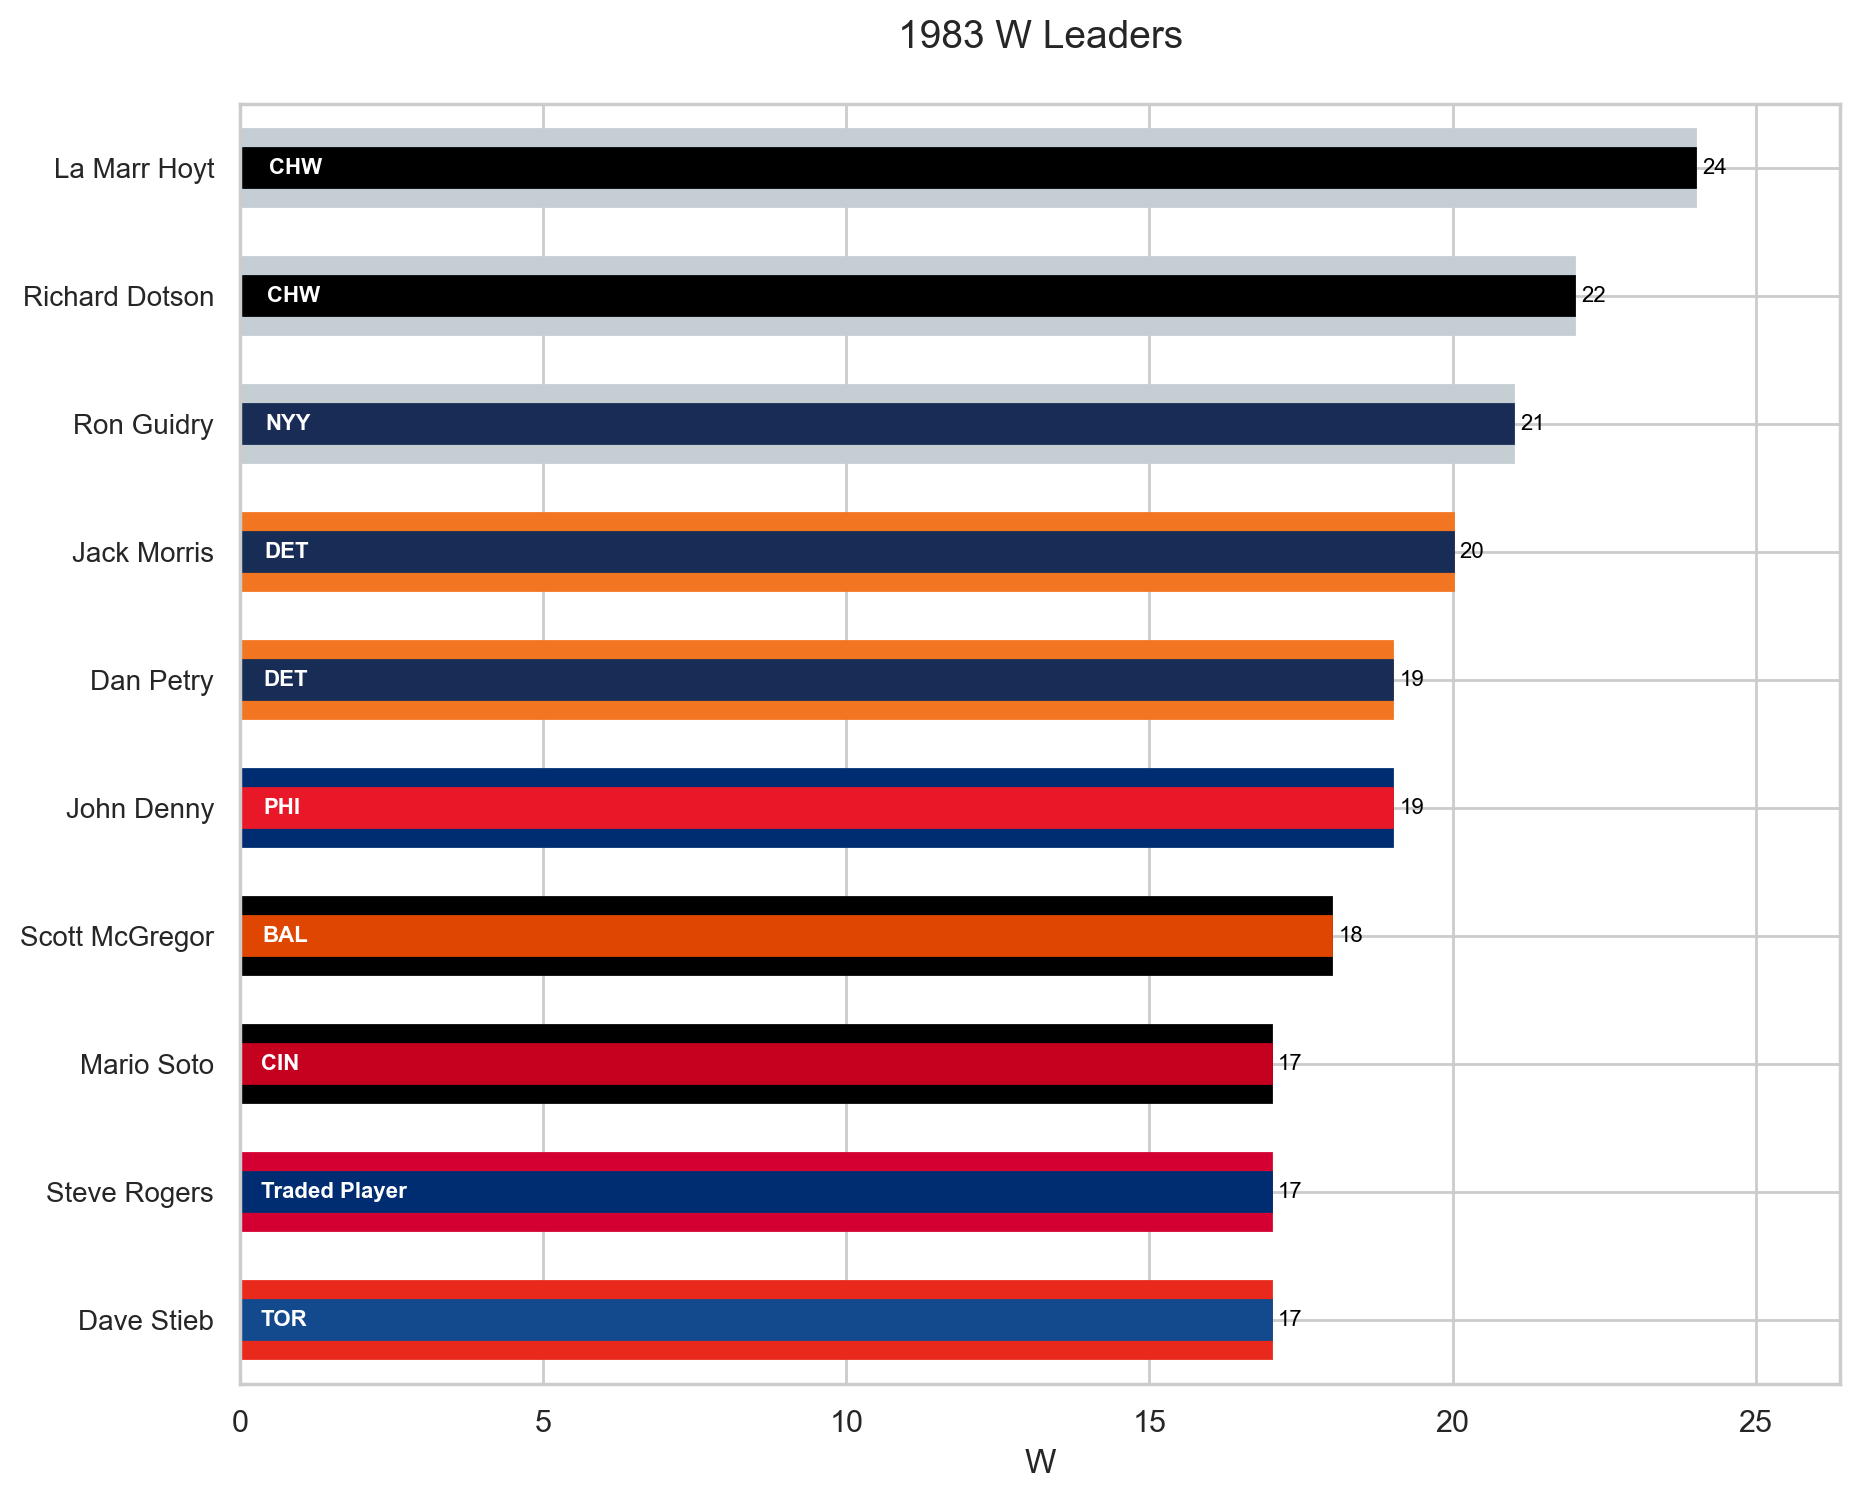 1983 W Leaders
La Marr Hoyt CHW 24
Richard Dotson CHW 22
Ron Guidry NYY 21
Jack Morris DET 20
Dan Petry DET 19
John Denny PHI 19
Scott McGregor BAL 18
Mario Soto CIN 17
Steve Rogers Traded Player 17
Dave Stieb TOR 17
0 5 10 15 20 25
W